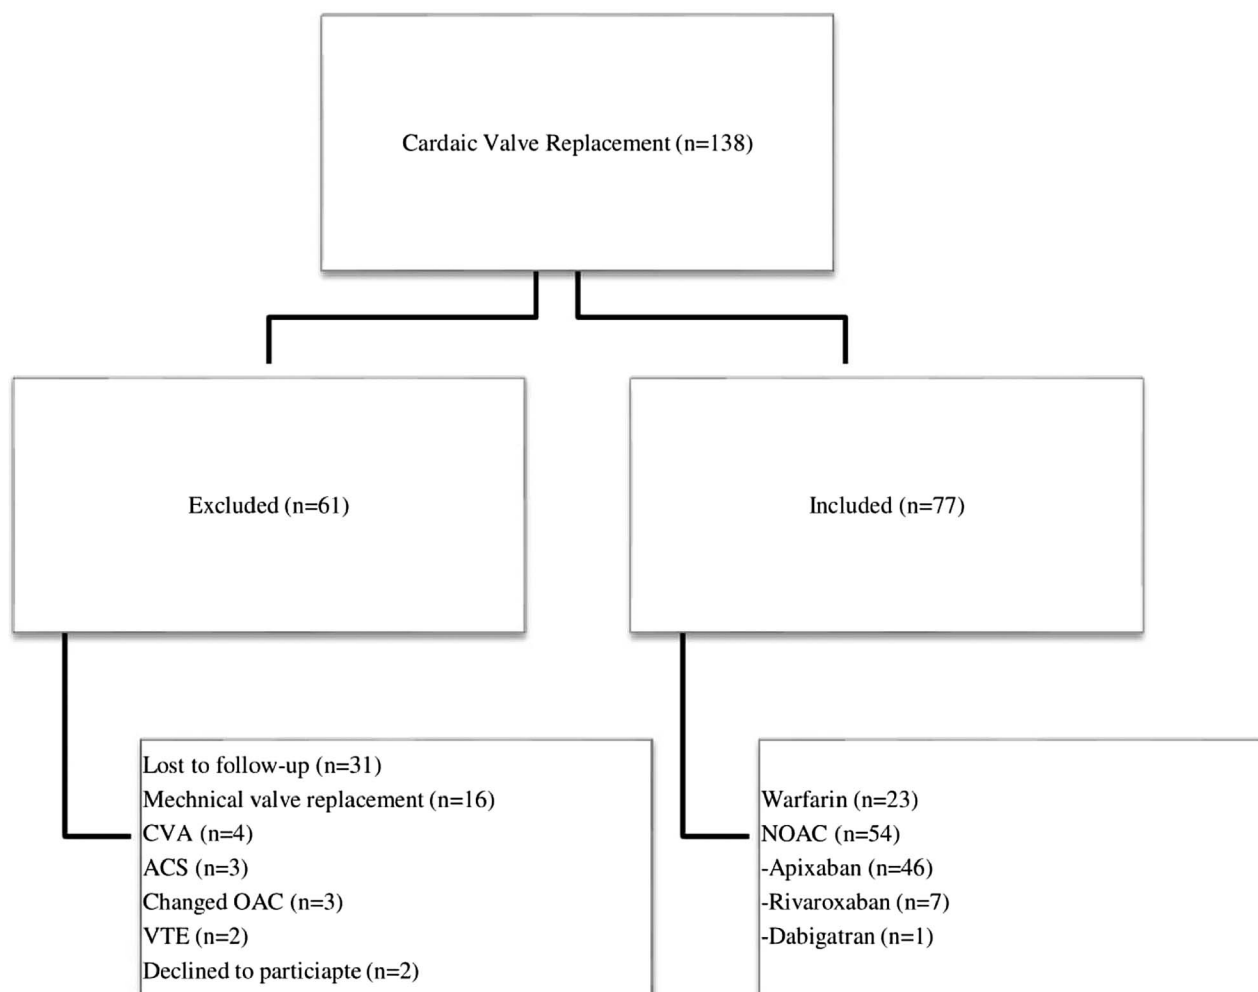 Cardaic Valve Replacement (n=138)
Excluded (n=61)
Included (n=77)
Lost to follow-up (n=31)
Mechnical valve replacement (n=16)
CVA (n=4)
ACS (n=3)
Changed OAC (n=3)
VTE (n=2)
Declined to particiapte (n=2)
Warfarin (n=23)
NOAC (n=54)
-Apixaban (n=46)
-Rivaroxaban (n=7)
-Dabigatran (n=1)